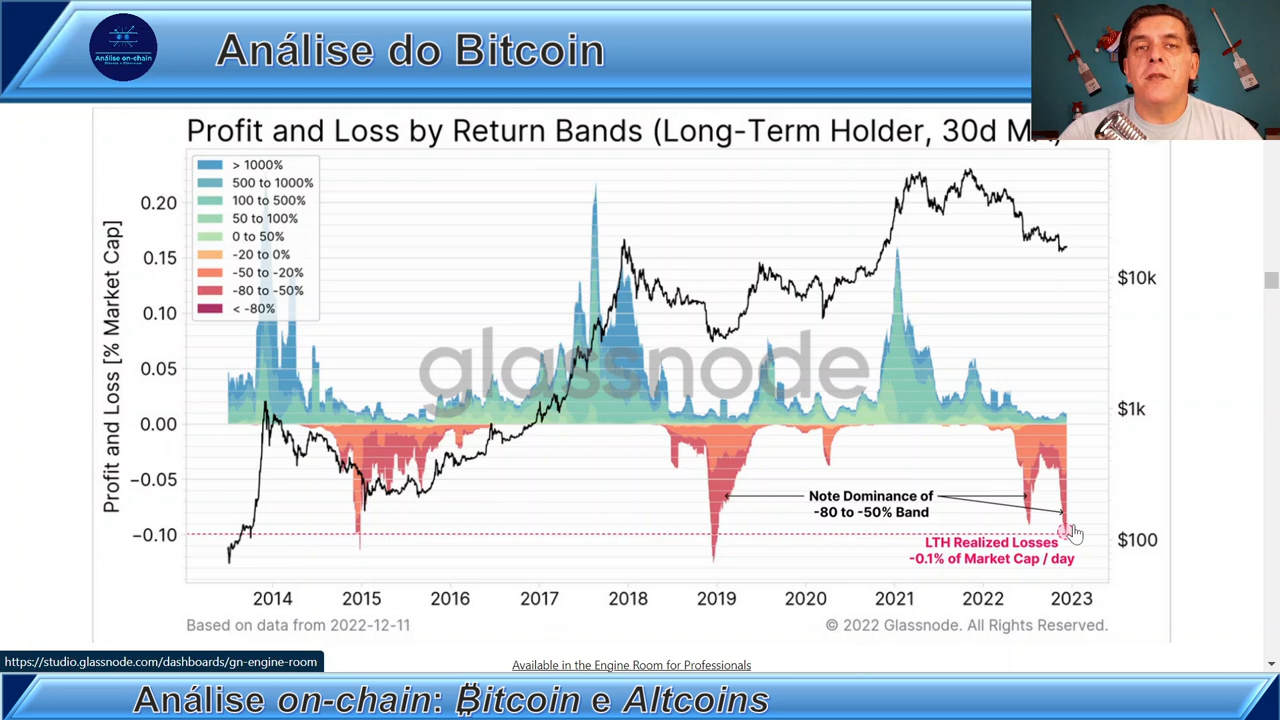 Análise do Bitcoin
Análise on-chain
Bitcoin e Altcoins
Profit and Loss by Return Bands (Long-Term Holder, 30d
> 1000%
500 to 1000%
100 to 500%
50 to 100%
0 to 50%
-20 to 0%
-50 to -20%
-80 to -50%
< -80%
Profit and Loss [% Market Cap]
0.20
0.15
0.10
0.05
0.00
−0.05
−0.10
$10k
$1k
$100
glassnode
Note Dominance of
-80 to -50% Band
LTH Realized Losses
-0.1% of Market Cap / day
2014 2015 2016 2017 2018 2019 2020 2021 2022 2023
Based on data from 2022-12-11
© 2022 Glassnode. All Rights Reserved.
https://studio.glassnode.com/dashboards/gn-engine-room
Available in the Engine Room for Professionals
Análise on-chain: ₿itcoin e Altcoins